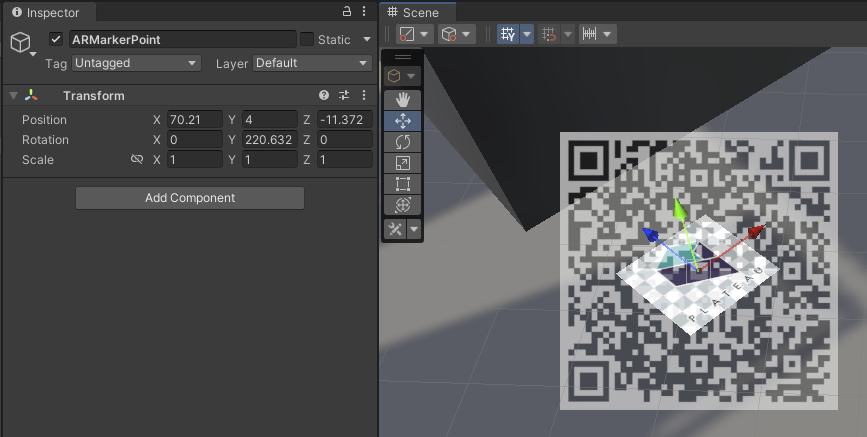 Inspector
ARMarkerPoint
Static
Tag Untagged Layer Default
Transform
Position X 70.21 Y 4 Z -11.372
Rotation X 0 Y 220.632 Z 0
Scale X 1 Y 1 Z 1
Add Component
Scene
PLATEAU